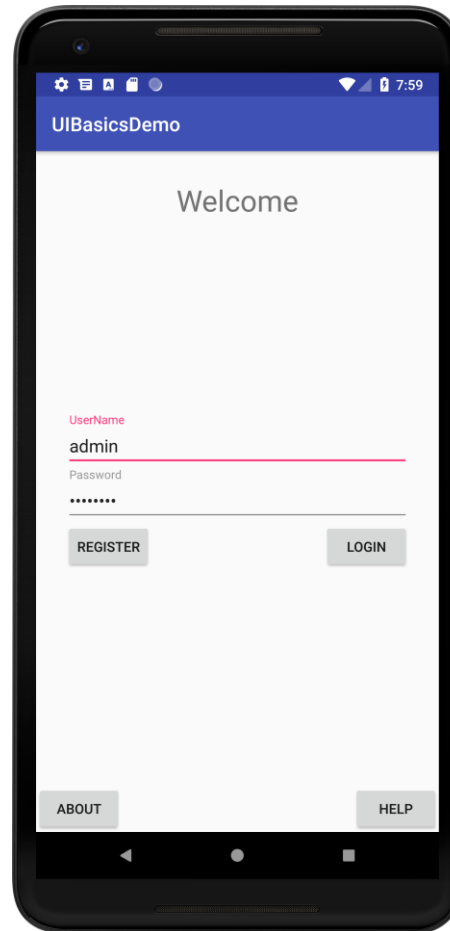 7:59
UIBasicsDemo
Welcome
UserName
admin
Password
••••••••
REGISTER LOGIN
ABOUT HELP